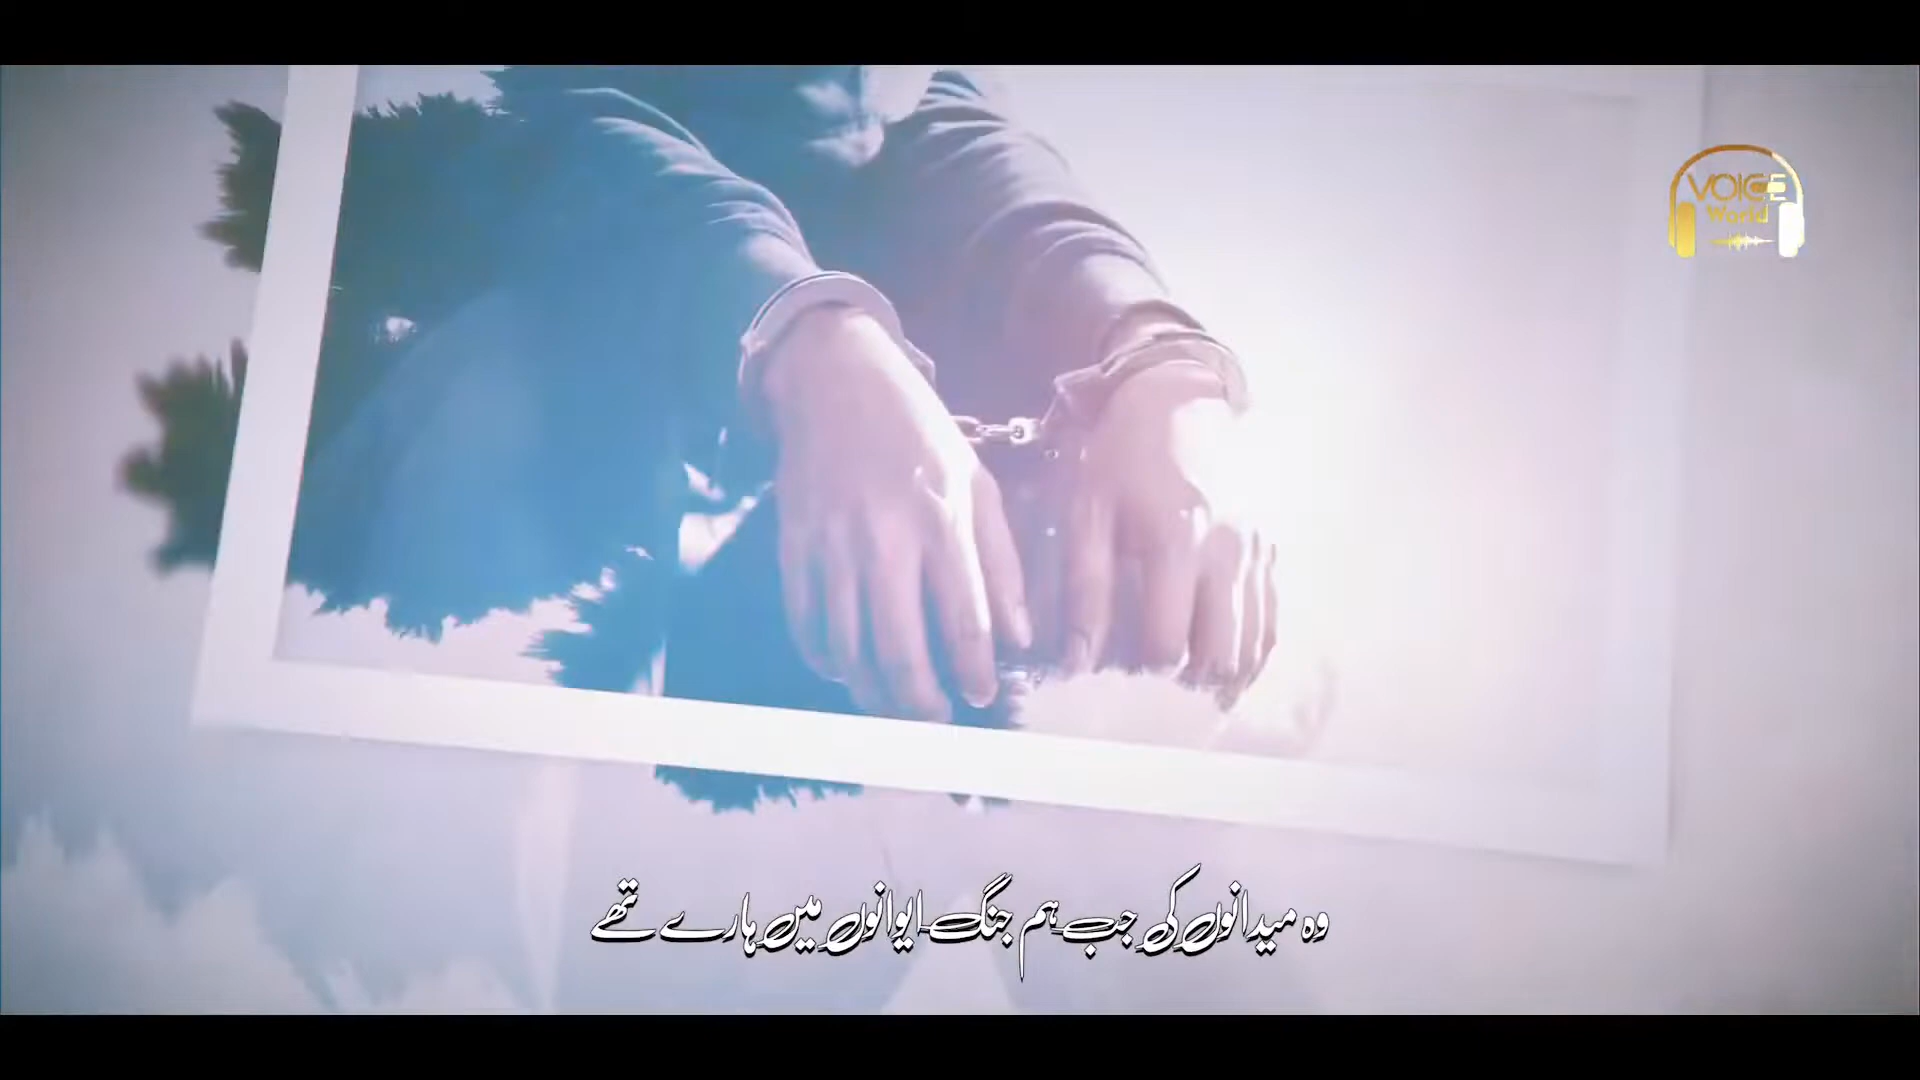 VOICE
World
وہ میدانوں کی جب ہم جنگ ایوانوں میں ہارے تھے